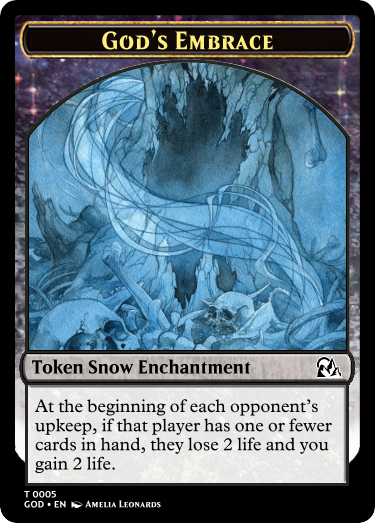 God's Embrace
Token Snow Enchantment
At the beginning of each opponent's
upkeep, if that player has one or fewer
cards in hand, they lose 2 life and you
gain 2 life.
T 0005
GOD • EN Amelia Leonards